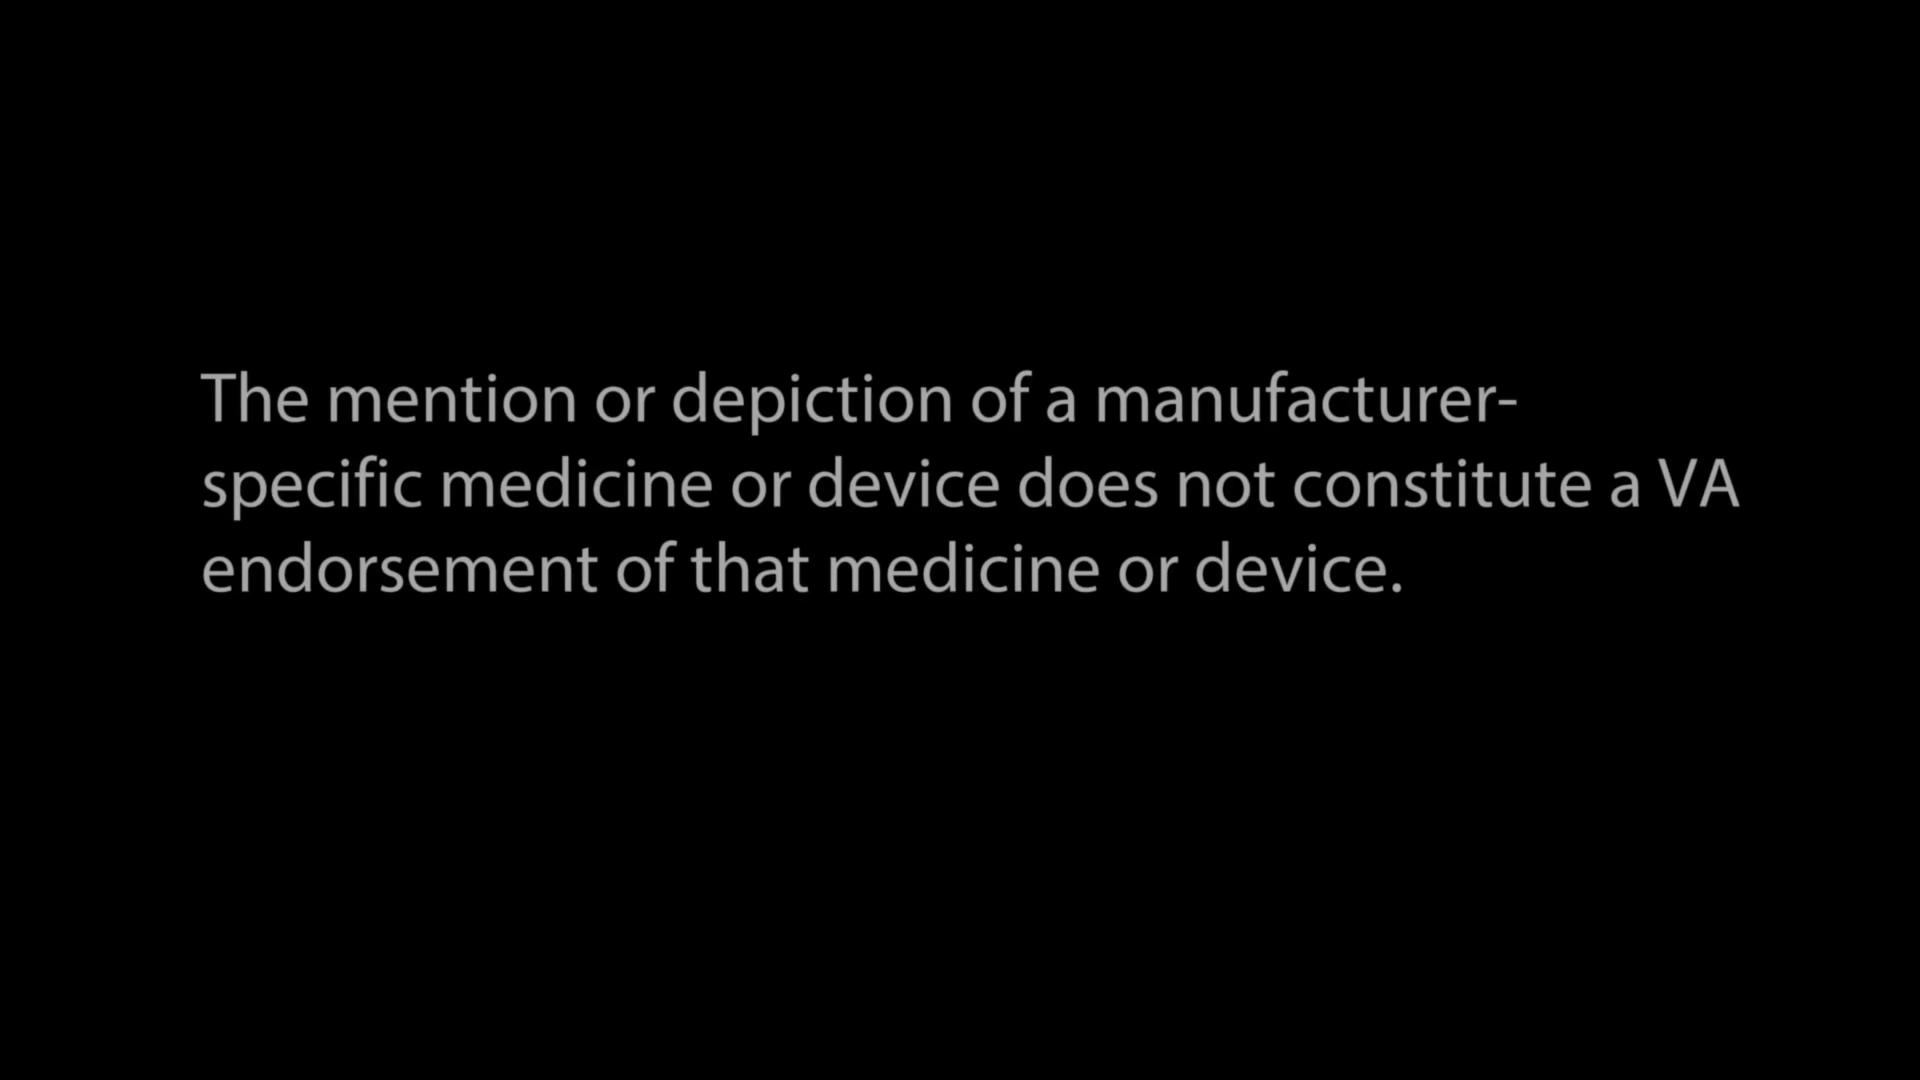 The mention or depiction of a manufacturer-
specific medicine or device does not constitute a VA
endorsement of that medicine or device.